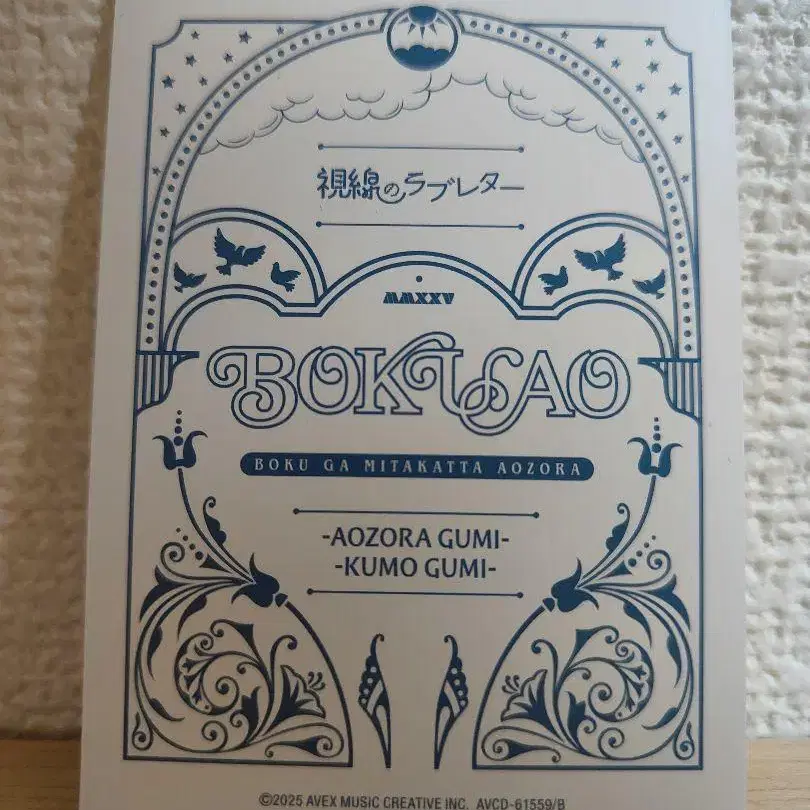 視線のラブレター
MMXXV
BOKUAO
BOKU GA MITAKATTA AOZORA
-AOZORA GUMI-
-KUMO GUMI-
©2025 AVEX MUSIC CREATIVE INC. AVCD-61559/B